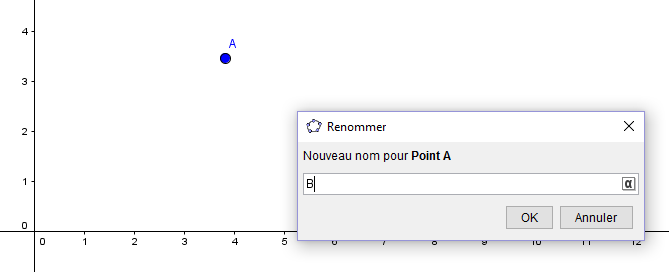 4
A
3
Renommer
2
Nouveau nom pour Point A
1
B
α
OK Annuler
0
0 1 2 3 4 5 6 7 8 9 10 11 12